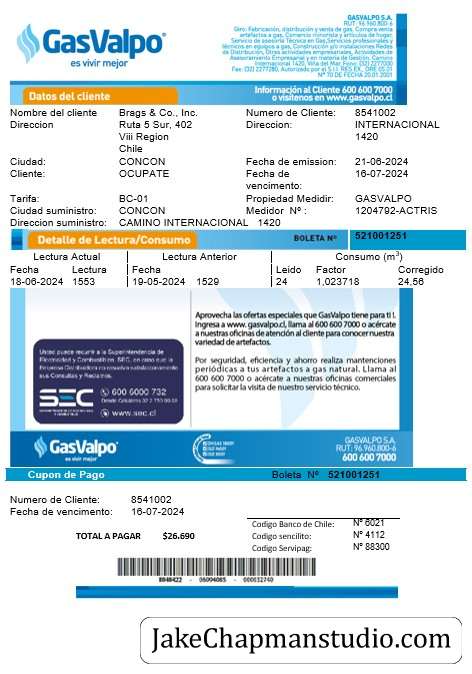 GasValpo
es vivir mejor
GASVALPO S.A.
RUT: 96.960.800-6
Giro: Fabricación, distribución y venta de gas, Compra venta
artefactos a gas, Comercio minorista y artículos de hogar,
Servicio de asesoría Técnica en Gas, Servicios profesionales y
técnicos en equipos a gas, Construcción y/o instalaciones Redes
de Distribución, Otras actividades, Actividades de
Asesoramiento Empresarial y en materia de Gestión, Camino
Internacional 1420, Viña del Mar, Fono: (32) 2277000
Fax: (32) 2277280, Autorizado por el S.I.I. RES EX.
Nº 70 DE FECHA 20.01.2001
Datos del cliente
Información al Cliente 600 600 7000
o visítenos en www.gasvalpo.cl
Nombre del cliente Brags & Co., Inc. Numero de Cliente: 8541002
Direccion Ruta 5 Sur, 402 Direccion: INTERNACIONAL
Viii Region 1420
Chile
Ciudad: CONCON Fecha de emission: 21-06-2024
Cliente: OCUPATE Fecha de 16-07-2024
vencimento:
Tarifa: BC-01 Propiedad Medidir: GASVALPO
Ciudad suministro: CONCON Medidor Nº : 1204792-ACTRIS
Direccion suministro: CAMINO INTERNACIONAL 1420
Detalle de Lectura/Consumo BOLETA Nº 521001251
Lectura Actual Lectura Anterior Consumo (m³)
Fecha Lectura Fecha Leido Factor Corregido
18-06-2024 1553 19-05-2024 1529 24 1,023718 24,56
Aprovecha las ofertas especiales que GasValpo tiene para ti!.
Ingresa a www. gasvalpo.cl, llama al 600 600 7000 o acércate
a nuestras oficinas de atención al cliente para conocer nuestra
variedad de artefactos.
Por seguridad, eficiencia y ahorro realiza mantenciones
periódicas a tus artefactos a gas natural. Llama al
600 600 7000 o acércate a nuestras oficinas comerciales
para solicitar la visita de nuestro servicio técnico.
Usted puede recurrir a la Superintendencia de
Electricidad y Combustibles, SEC, en caso que la
Empresa Distribuidora no resuelva satisfactoriamente
sus Consultas y Reclamos.
SEC
600 6000 732
www.sec.cl
GasValpo
es vivir mejor
GASVALPO S.A.
RUT: 96.960.800-6
600 600 7000
Cupon de Pago Boleta Nº 521001251
Numero de Cliente: 8541002
Fecha de vencimento: 16-07-2024
TOTAL A PAGAR $26.690
Codigo Banco de Chile: Nº 6021
Codigo sencilito: Nº 4112
Codigo Servipag: Nº 88300
JakeChapmanstudio.com